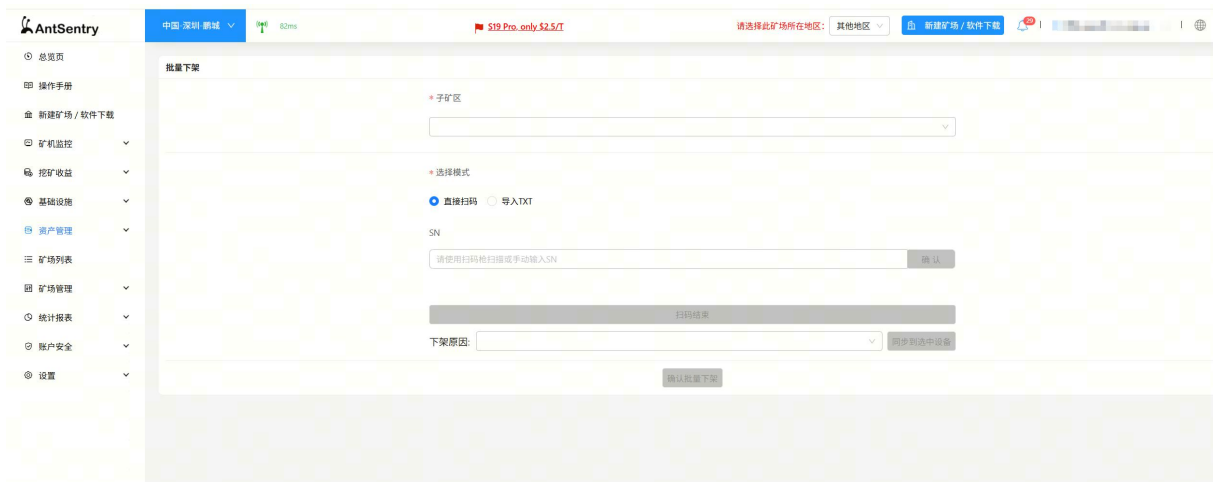 AntSentry
中国-深圳-鹏城
82ms
S19 Pro, only $2.5/T
请选择此矿场所在地区：
其他地区
新建矿场 / 软件下载
29
总览页
操作手册
新建矿场 / 软件下载
矿机监控
挖矿收益
基础设施
资产管理
矿场列表
矿场管理
统计报表
账户安全
设置
批量下架
* 子矿区
* 选择模式
直接扫码 导入TXT
SN
请使用扫码枪扫描或手动输入SN
确 认
扫码结束
下架原因:
同步到选中设备
确认批量下架